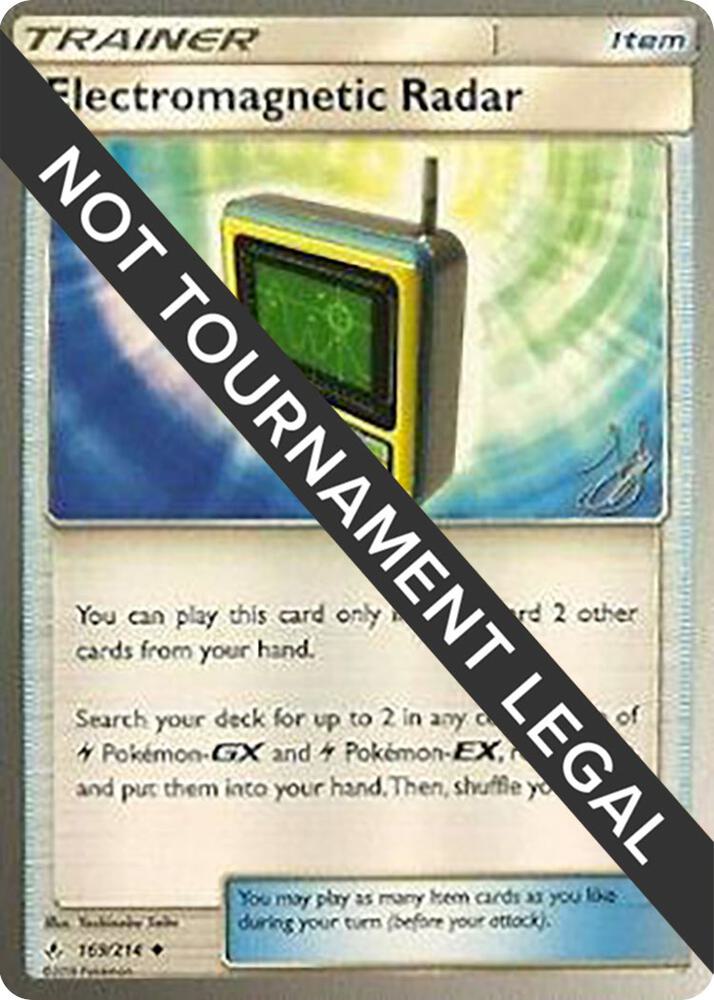 TRAINER
Item
Electromagnetic Radar
NOT TOURNAMENT LEGAL
You can play this card only rd 2 other
cards from your hand.
Search your deck for up to 2 in any of
Pokémon-GX and Pokémon-EX, r
and put them into your hand. Then, shuffle yo
You may play as many Item cards as you like
during your turn (before your attack).
Illus.
169/214
Pokémon